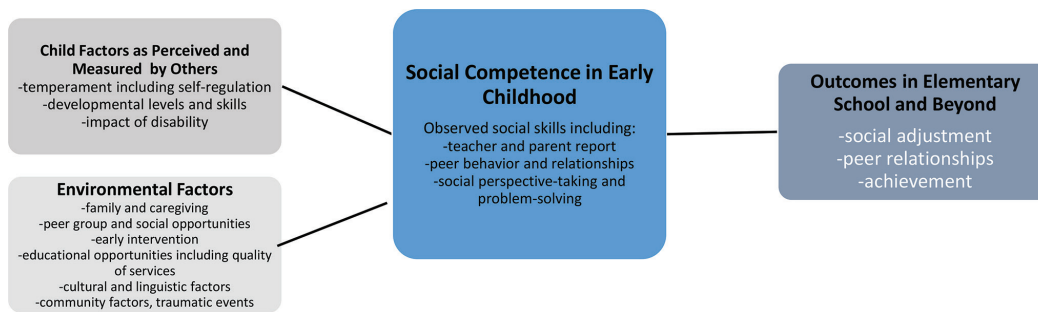 Child Factors as Perceived and
Measured by Others
-temperament including self-regulation
-developmental levels and skills
-impact of disability
Environmental Factors
-family and caregiving
-peer group and social opportunities
-early intervention
-educational opportunities including quality
of services
-cultural and linguistic factors
-community factors, traumatic events
Social Competence in Early
Childhood
Observed social skills including:
-teacher and parent report
-peer behavior and relationships
-social perspective-taking and
problem-solving
Outcomes in Elementary
School and Beyond
-social adjustment
-peer relationships
-achievement